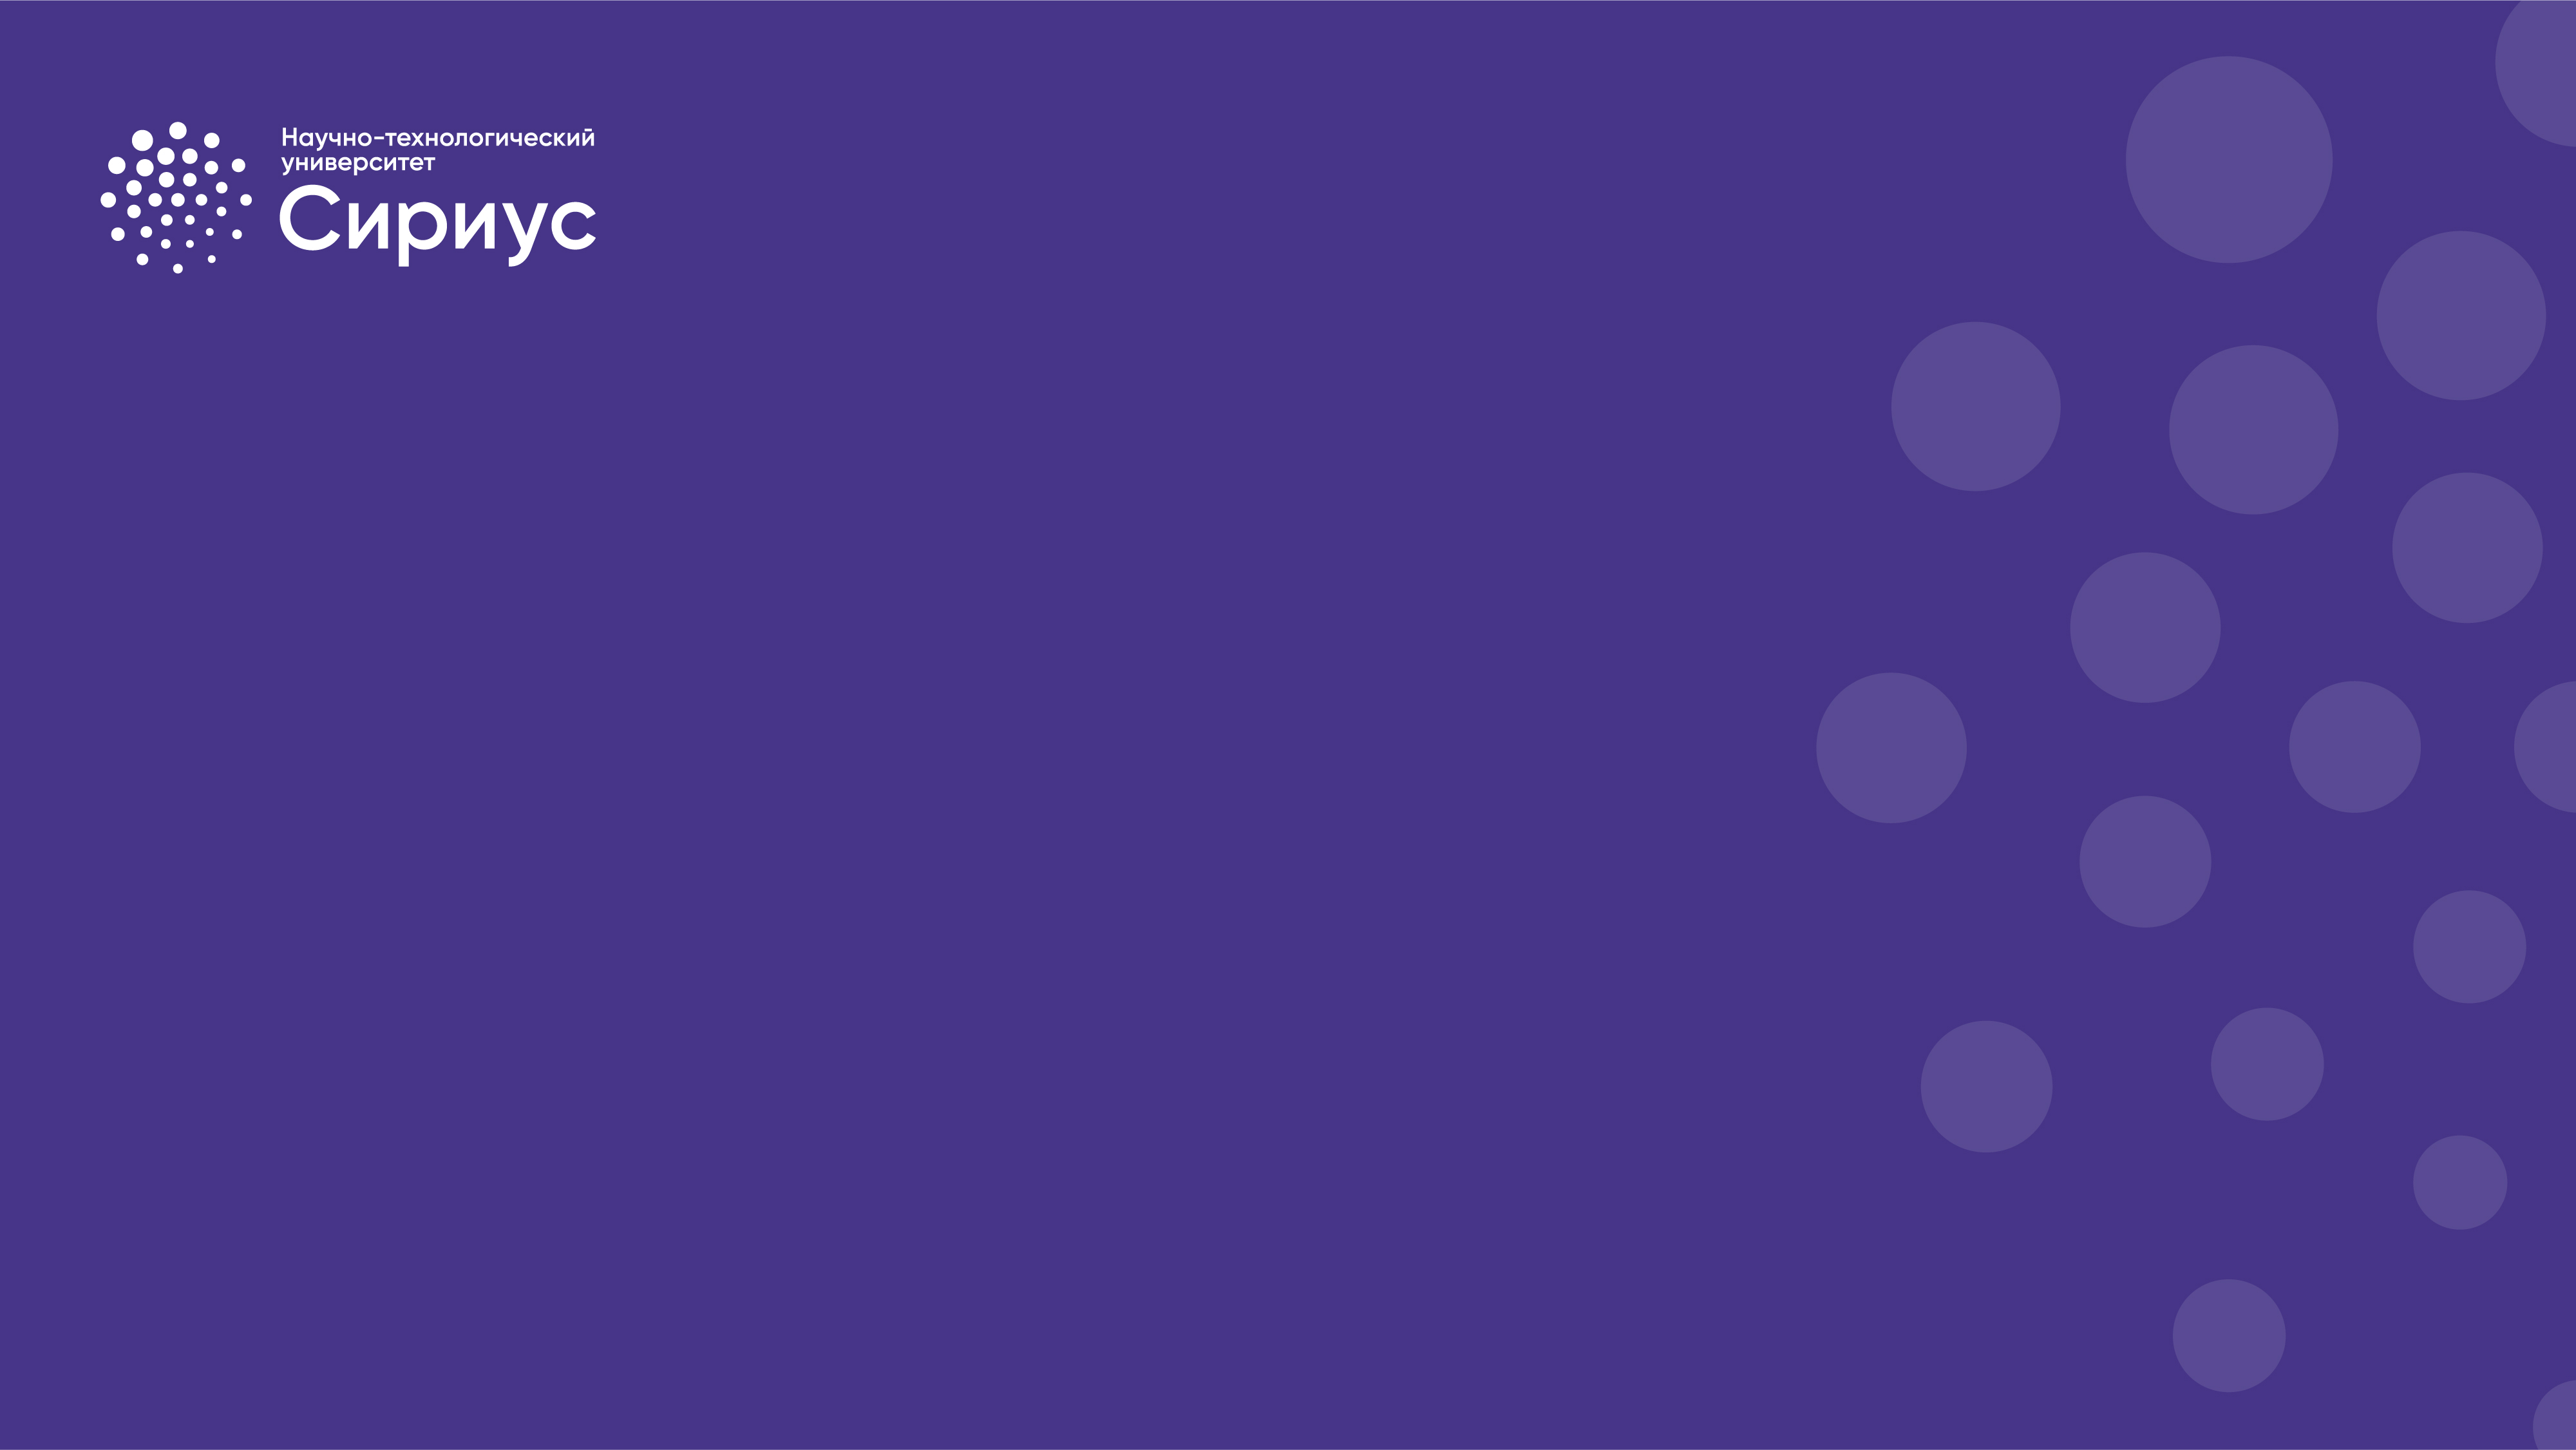 Научно-технологический
университет
Сириус